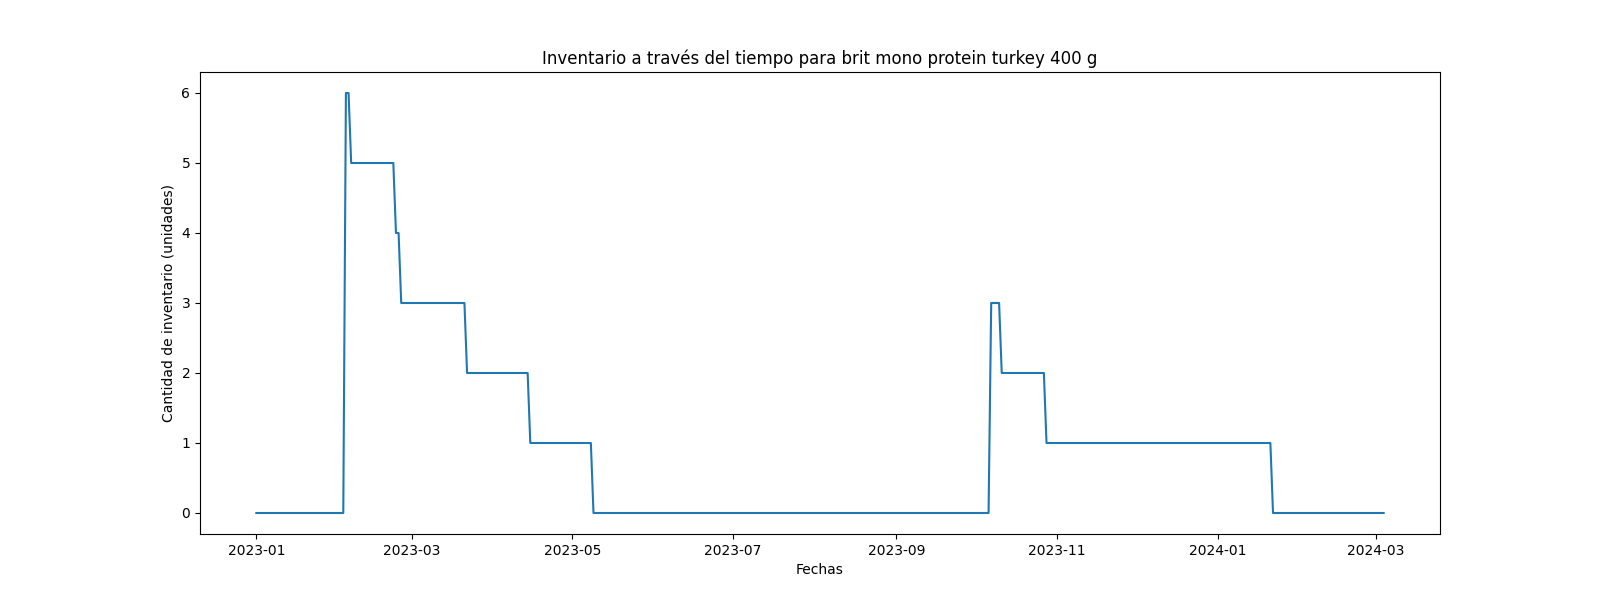 Inventario a través del tiempo para brit mono protein turkey 400 g
Cantidad de inventario (unidades)
6
5
4
3
2
1
0
2023-01 2023-03 2023-05 2023-07 2023-09 2023-11 2024-01 2024-03
Fechas